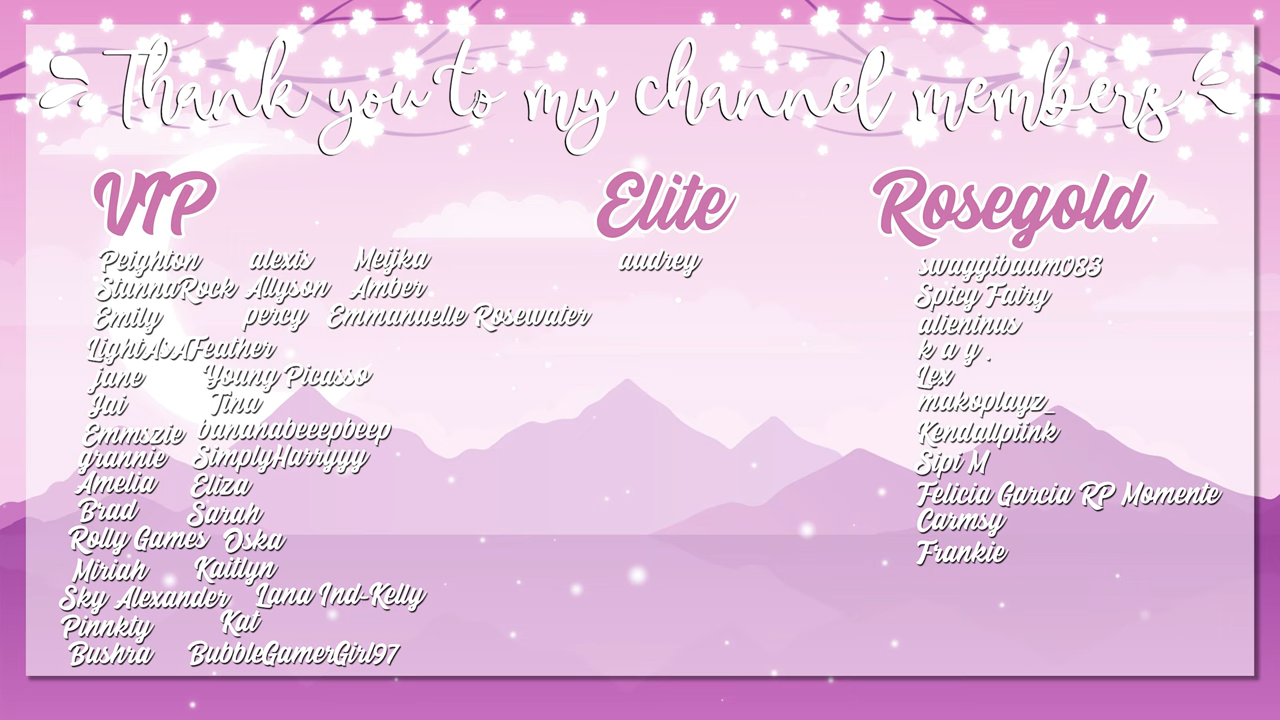 Thank you to my channel members
VIP Elite Rosegold
Peighton alexis Meijka audrey swaggibaum083
StunnaRock Allyson Amber Spicy Fairy
Emily percy Emmanuelle Rosewater alieninus
LightAsAFeather k a y .
jane Young Picasso Lex
Jai Tina makoplayz_
Emmszie bananabeeepbeep Kendallpiink
grannie SimplyHarryyy Sipi M
Amelia Eliza Felicia Garcia RP Momente
Brad Sarah Carmsy
Rolly Games Oska Frankie
Miriah Kaitlyn
Sky Alexander Lana Ind-Kelly
Pinnkty Kat
Bushra BubbleGamerGirl97